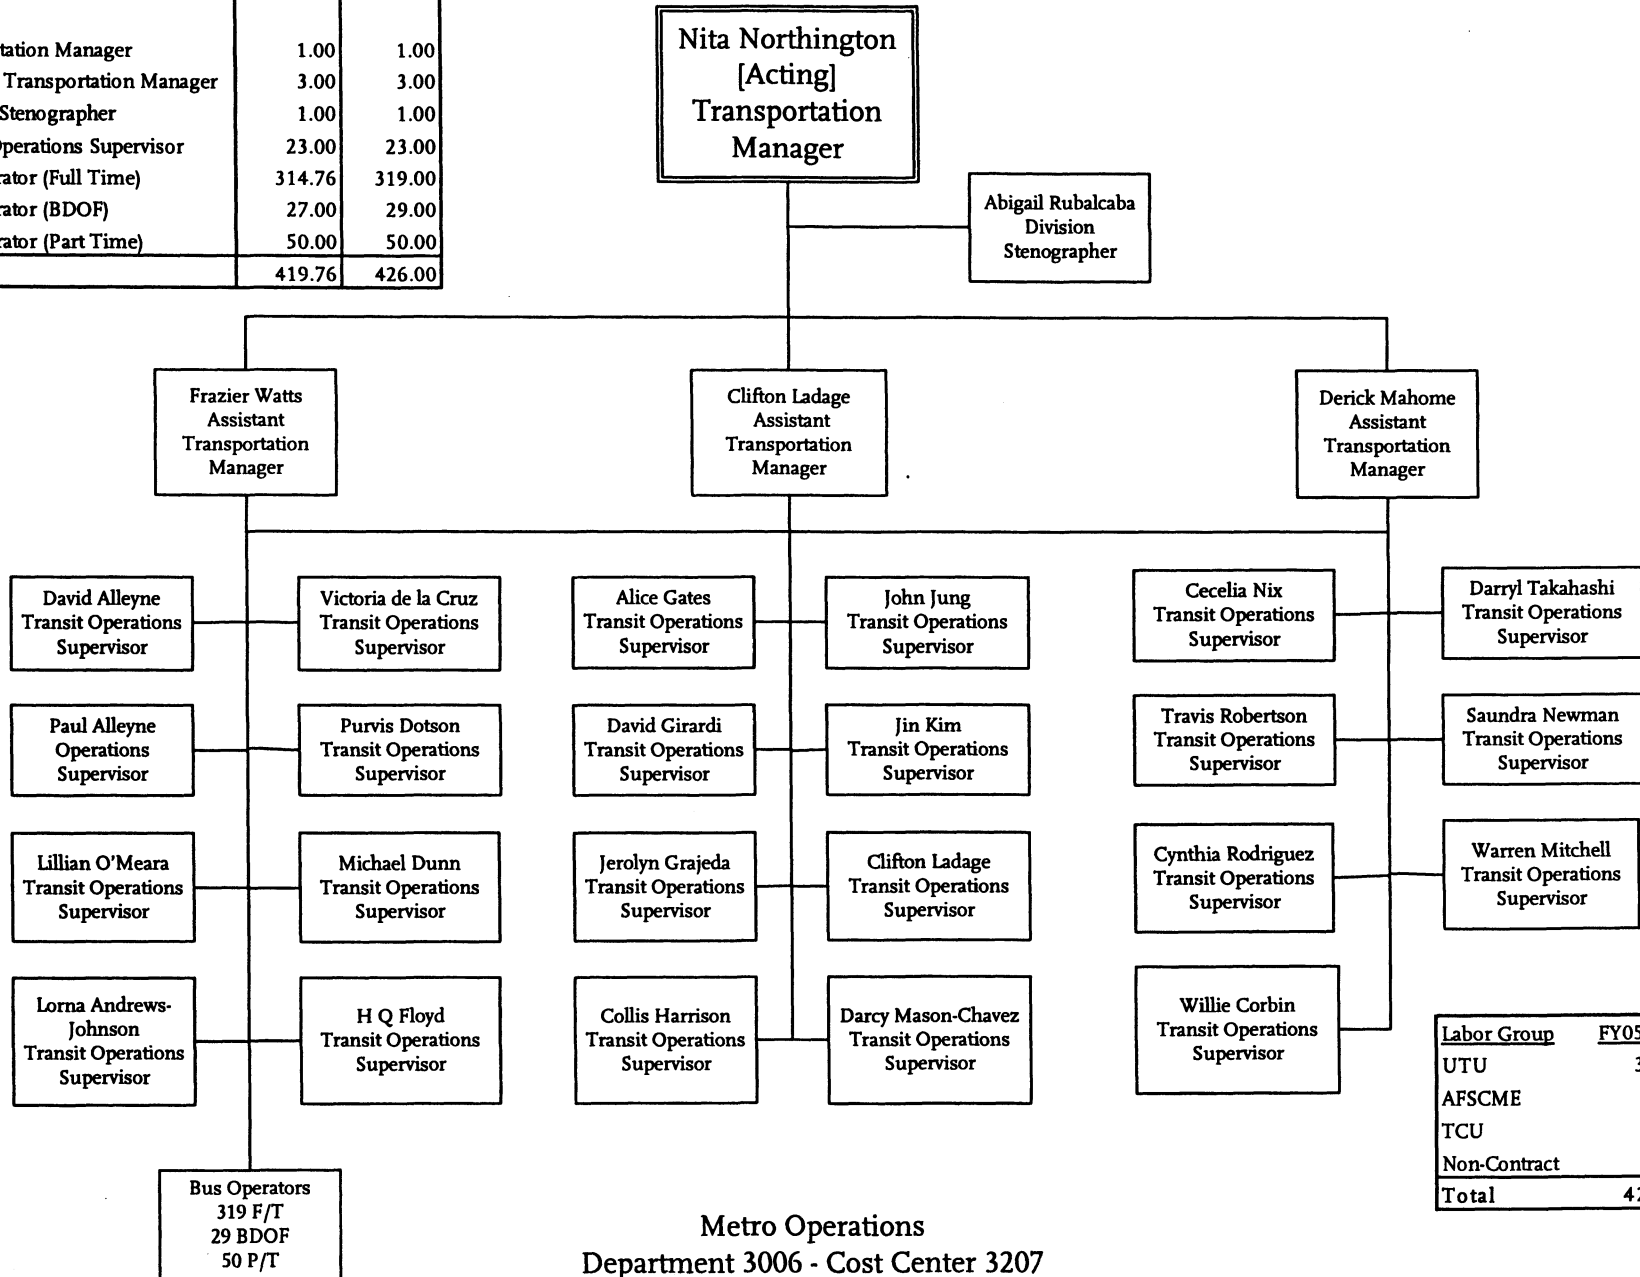 tation Manager 1.00 1.00
Transportation Manager 3.00 3.00
Stenographer 1.00 1.00
perations Supervisor 23.00 23.00
rator (Full Time) 314.76 319.00
rator (BDOF) 27.00 29.00
rator (Part Time) 50.00 50.00
419.76 426.00
Nita Northington
[Acting]
Transportation
Manager
Abigail Rubalcaba
Division
Stenographer
Frazier Watts
Assistant
Transportation
Manager
Clifton Ladage
Assistant
Transportation
Manager
Derick Mahome
Assistant
Transportation
Manager
David Alleyne
Transit Operations
Supervisor
Victoria de la Cruz
Transit Operations
Supervisor
Alice Gates
Transit Operations
Supervisor
John Jung
Transit Operations
Supervisor
Cecelia Nix
Transit Operations
Supervisor
Darryl Takahashi
Transit Operations
Supervisor
Paul Alleyne
Operations
Supervisor
Purvis Dotson
Transit Operations
Supervisor
David Girardi
Transit Operations
Supervisor
Jin Kim
Transit Operations
Supervisor
Travis Robertson
Transit Operations
Supervisor
Saundra Newman
Transit Operations
Supervisor
Lillian O'Meara
Transit Operations
Supervisor
Michael Dunn
Transit Operations
Supervisor
Jerolyn Grajeda
Transit Operations
Supervisor
Clifton Ladage
Transit Operations
Supervisor
Cynthia Rodriguez
Transit Operations
Supervisor
Warren Mitchell
Transit Operations
Supervisor
Lorna Andrews-
Johnson
Transit Operations
Supervisor
H Q Floyd
Transit Operations
Supervisor
Collis Harrison
Transit Operations
Supervisor
Darcy Mason-Chavez
Transit Operations
Supervisor
Willie Corbin
Transit Operations
Supervisor
Labor Group FY05
UTU 3
AFSCME
TCU
Non-Contract
Total 42
Bus Operators
319 F/T
29 BDOF
50 P/T
Metro Operations
Department 3006 - Cost Center 3207